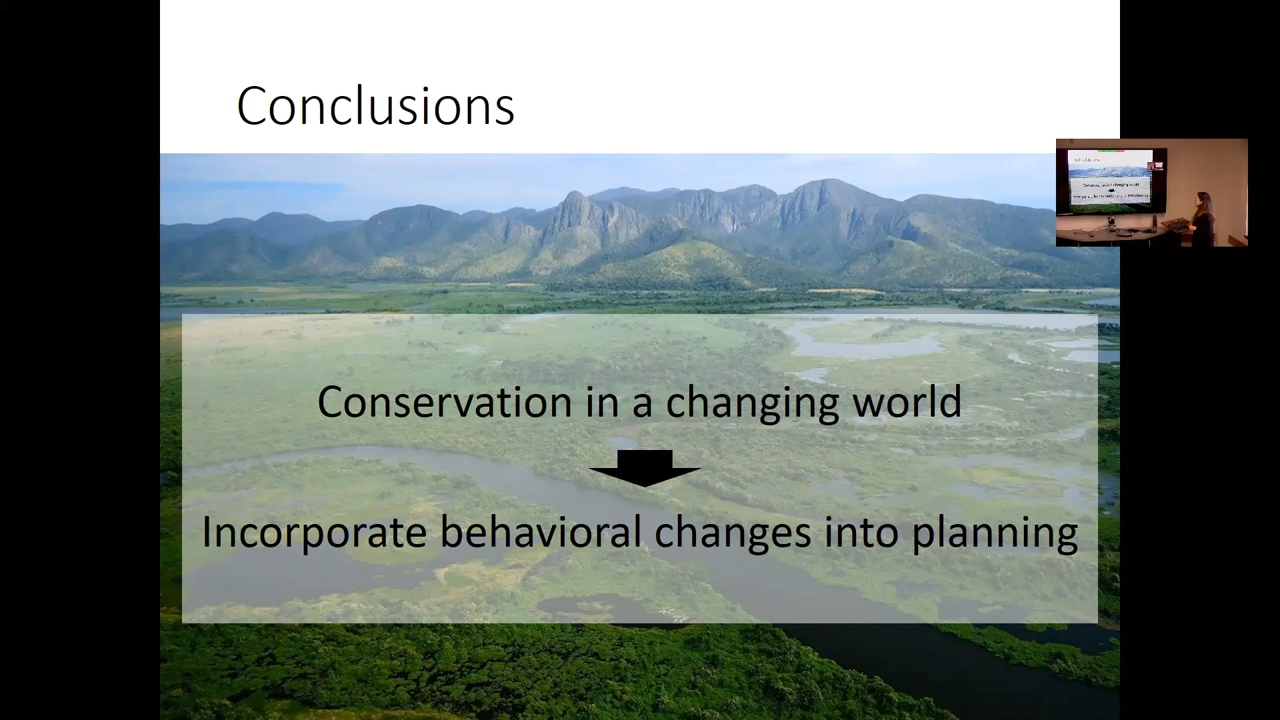 Conclusions
Conservation in a changing world
Incorporate behavioral changes into planning